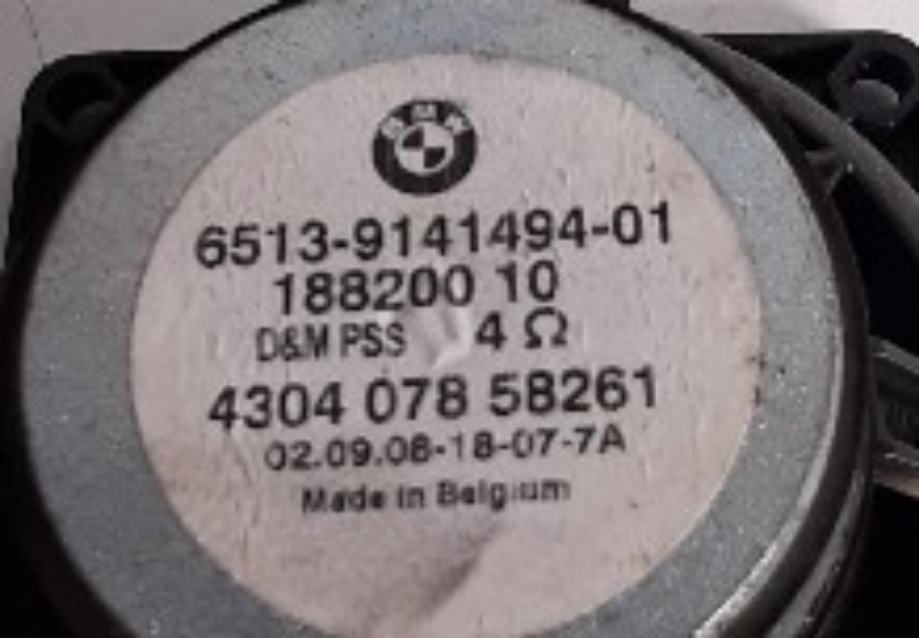 BMW
6513-9141494-01
188200 10
D&M PSS 4 Ω
4304 078 58261
02.09.08-18-07-7A
Made in Belgium